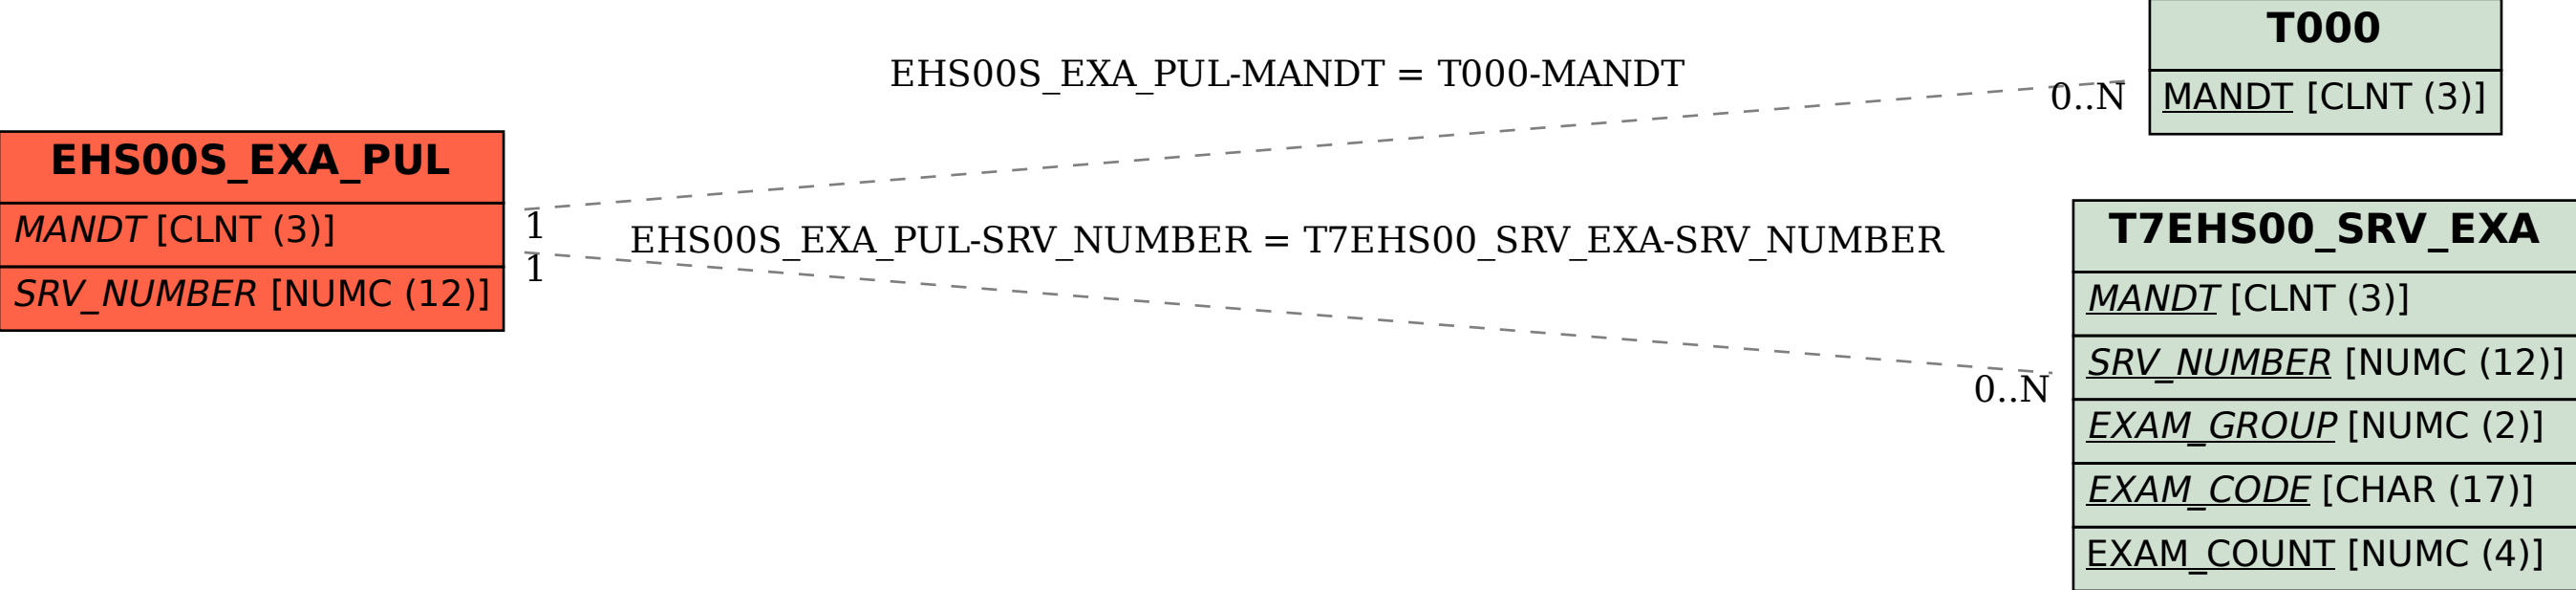 T000
MANDT [CLNT (3)]
EHS00S_EXA_PUL-MANDT = T000-MANDT
0..N
EHS00S_EXA_PUL
MANDT [CLNT (3)]
SRV_NUMBER [NUMC (12)]
1
EHS00S_EXA_PUL-SRV_NUMBER = T7EHS00_SRV_EXA-SRV_NUMBER
1
0..N
T7EHS00_SRV_EXA
MANDT [CLNT (3)]
SRV_NUMBER [NUMC (12)]
EXAM_GROUP [NUMC (2)]
EXAM_CODE [CHAR (17)]
EXAM_COUNT [NUMC (4)]